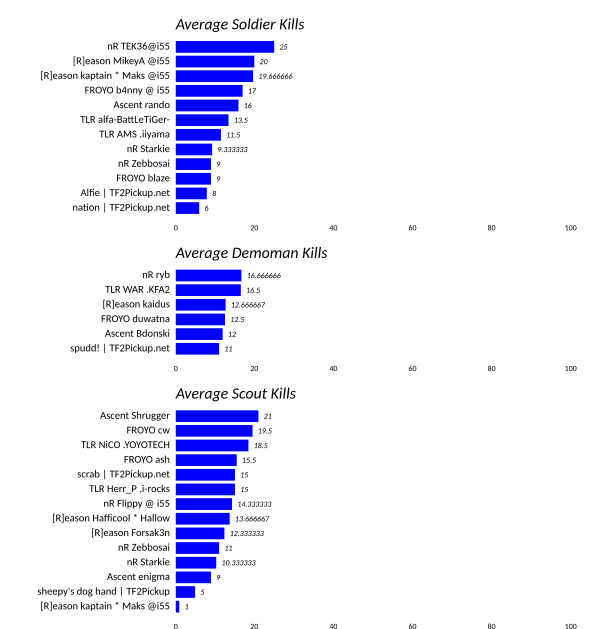 Average Soldier Kills
nR TEK36@i55 25
[R]eason MikeyA @i55 20
[R]eason kaptain * Maks @i55 19.666666
FROYO b4nny @ i55 17
Ascent rando 16
TLR alfa-BattLeTiGer- 13.5
TLR AMS .iiyama 11.5
nR Starkie 9.333333
nR Zebbosai 9
FROYO blaze 9
Alfie | TF2Pickup.net 8
nation | TF2Pickup.net 6
0 20 40 60 80 100
Average Demoman Kills
nR ryb 16.666666
TLR WAR .KFA2 16.5
[R]eason kaidus 12.666667
FROYO duwatna 12.5
Ascent Bdonski 12
spudd! | TF2Pickup.net 11
0 20 40 60 80 100
Average Scout Kills
Ascent Shrugger 21
FROYO cw 19.5
TLR NiCO .YOYOTECH 18.5
FROYO ash 15.5
scrab | TF2Pickup.net 15
TLR Herr_P .i-rocks 15
nR Flippy @ i55 14.333333
[R]eason Hafficool * Hallow 13.666667
[R]eason Forsak3n 12.333333
nR Zebbosai 11
nR Starkie 10.333333
Ascent enigma 9
sheepy's dog hand | TF2Pickup 5
[R]eason kaptain * Maks @i55 1
0 20 40 60 80 100